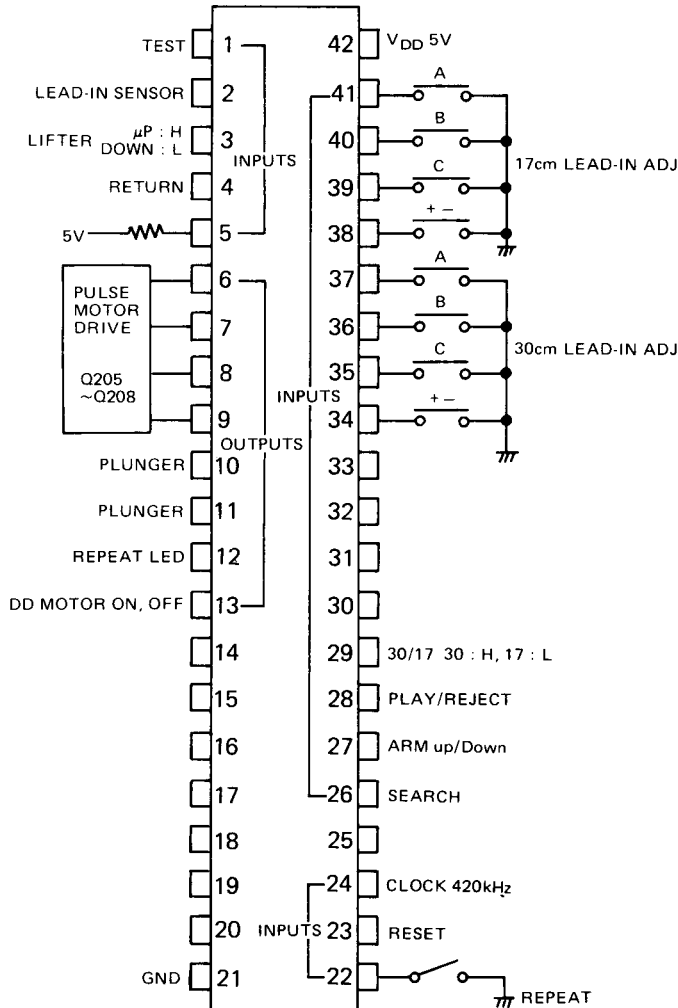 TEST 1 42 VDD 5V
A
LEAD-IN SENSOR 2 41
B
LIFTER μP : H
DOWN : L 3 40
INPUTS
C
17cm LEAD-IN ADJ
RETURN 4 39
+ −
5V 5 38
A
PULSE
MOTOR
DRIVE
6 37
B
7 36
C
30cm LEAD-IN ADJ
Q205
~Q208
8 35
INPUTS
+ −
9 34
OUTPUTS
PLUNGER 10 33
PLUNGER 11 32
REPEAT LED 12 31
DD MOTOR ON, OFF 13 30
14 29 30/17 30 : H, 17 : L
15 28 PLAY/REJECT
16 27 ARM up/Down
17 26 SEARCH
18 25
19 24 CLOCK 420kHz
20 INPUTS 23 RESET
GND 21 22
REPEAT